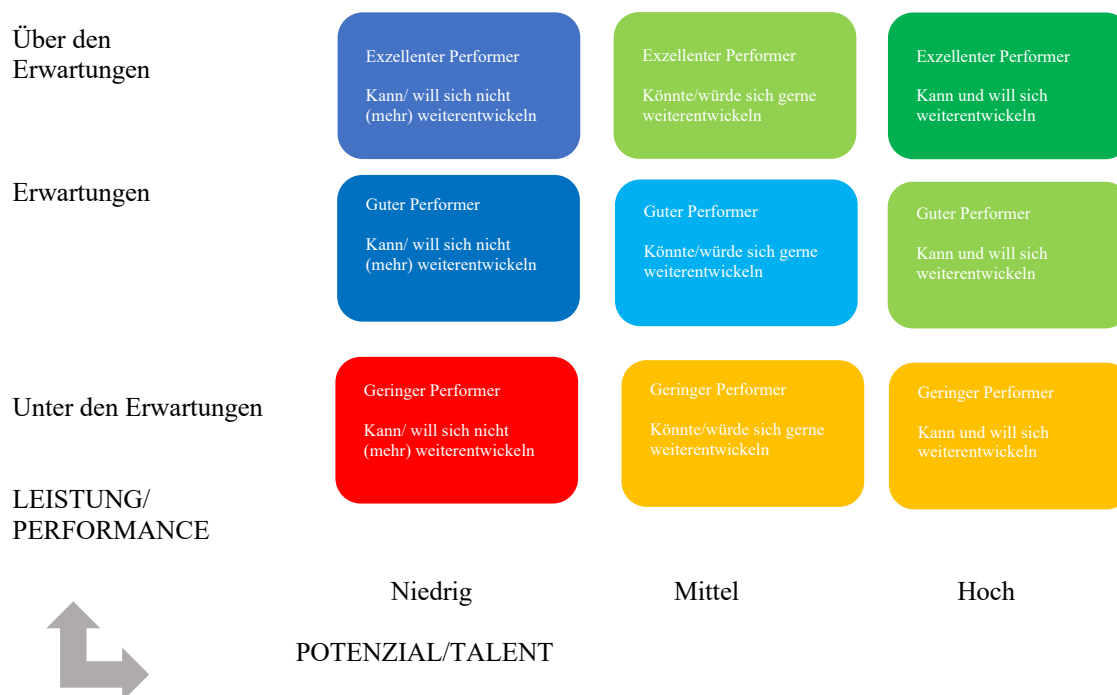 Über den
Erwartungen
Exzellenter Performer
Kann/ will sich nicht
(mehr) weiterentwickeln
Exzellenter Performer
Könnte/würde sich gerne
weiterentwickeln
Exzellenter Performer
Kann und will sich
weiterentwickeln
Erwartungen
Guter Performer
Kann/ will sich nicht
(mehr) weiterentwickeln
Guter Performer
Könnte/würde sich gerne
weiterentwickeln
Guter Performer
Kann und will sich
weiterentwickeln
Unter den Erwartungen
Geringer Performer
Kann/ will sich nicht
(mehr) weiterentwickeln
Geringer Performer
Könnte/würde sich gerne
weiterentwickeln
Geringer Performer
Kann und will sich
weiterentwickeln
LEISTUNG/
PERFORMANCE
Niedrig
Mittel
Hoch
POTENZIAL/TALENT